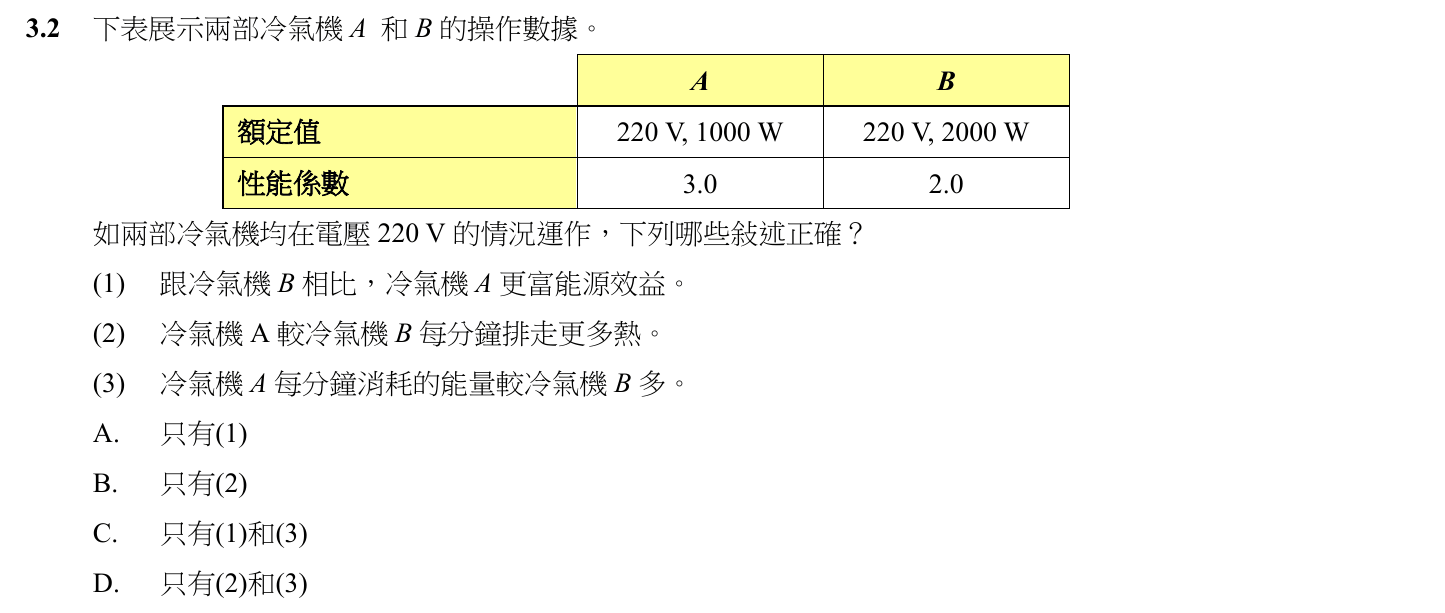 3.2 下表展示兩部冷氣機 A 和 B 的操作數據。
A B
額定值 220 V, 1000 W 220 V, 2000 W
性能係數 3.0 2.0
如兩部冷氣機均在電壓 220 V 的情況運作，下列哪些敍述正確？
(1) 跟冷氣機 B 相比，冷氣機 A 更富能源效益。
(2) 冷氣機 A 較冷氣機 B 每分鐘排走更多熱。
(3) 冷氣機 A 每分鐘消耗的能量較冷氣機 B 多。
A. 只有(1)
B. 只有(2)
C. 只有(1)和(3)
D. 只有(2)和(3)